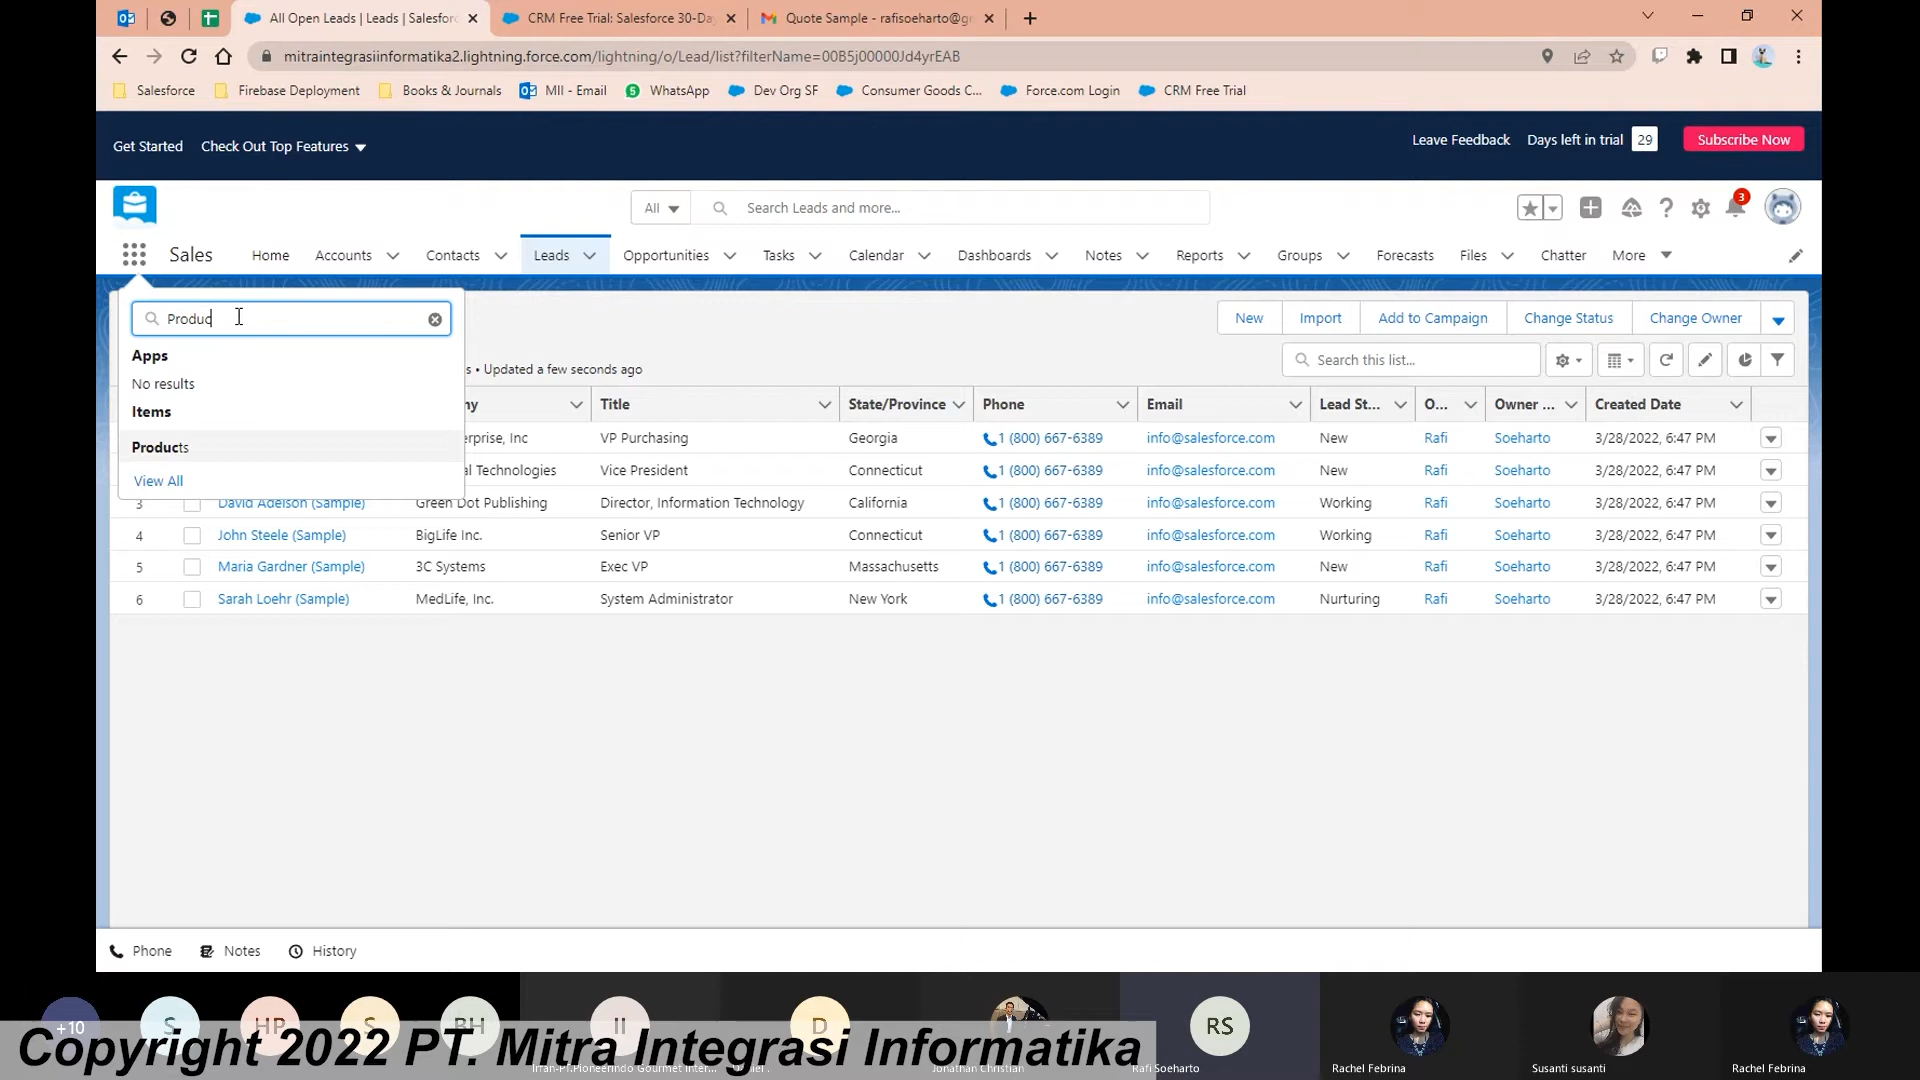 All Open Leads | Leads | Salesfor
CRM Free Trial: Salesforce 30-Da
Quote Sample - rafisoeharto@g
mitraintegrasiinformatika2.lightning.force.com/lightning/o/Lead/list?filterName=00B5j00000Jd4yrEAB
Salesforce
Firebase Deployment
Books & Journals
MII - Email
WhatsApp
Dev Org SF
Consumer Goods C...
Force.com Login
CRM Free Trial
Get Started
Check Out Top Features
Leave Feedback
Days left in trial
29
Subscribe Now
All
Search Leads and more...
3
Sales
Home
Accounts
Contacts
Leads
Opportunities
Tasks
Calendar
Dashboards
Notes
Reports
Groups
Forecasts
Files
Chatter
More
Produc
Apps
No results
Items
Products
View All
New
Import
Add to Campaign
Change Status
Change Owner
s • Updated a few seconds ago
Search this list...
ny Title State/Province Phone Email Lead St... O... Owner ... Created Date
erprise, Inc VP Purchasing Georgia 1 (800) 667-6389 info@salesforce.com New Rafi Soeharto 3/28/2022, 6:47 PM
al Technologies Vice President Connecticut 1 (800) 667-6389 info@salesforce.com New Rafi Soeharto 3/28/2022, 6:47 PM
3 David Adelson (Sample) Green Dot Publishing Director, Information Technology California 1 (800) 667-6389 info@salesforce.com Working Rafi Soeharto 3/28/2022, 6:47 PM
4 John Steele (Sample) BigLife Inc. Senior VP Connecticut 1 (800) 667-6389 info@salesforce.com Working Rafi Soeharto 3/28/2022, 6:47 PM
5 Maria Gardner (Sample) 3C Systems Exec VP Massachusetts 1 (800) 667-6389 info@salesforce.com New Rafi Soeharto 3/28/2022, 6:47 PM
6 Sarah Loehr (Sample) MedLife, Inc. System Administrator New York 1 (800) 667-6389 info@salesforce.com Nurturing Rafi Soeharto 3/28/2022, 6:47 PM
Phone
Notes
History
+10
S
HP
S
BH
II
D
RS
Copyright 2022 PT. Mitra Integrasi Informatika
Irfan-PT.Pioneerindo Gourmet Inter...
Daniel .
Jonathan Christian
Rafi Soeharto
Rachel Febrina
Susanti susanti
Rachel Febrina